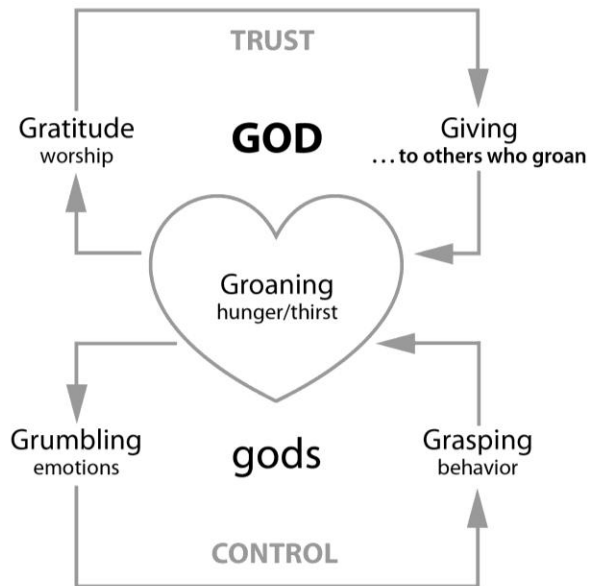 TRUST
Gratitude
worship
GOD
Giving
...to others who groan
Groaning
hunger/thirst
Grumbling
emotions
gods
Grasping
behavior
CONTROL